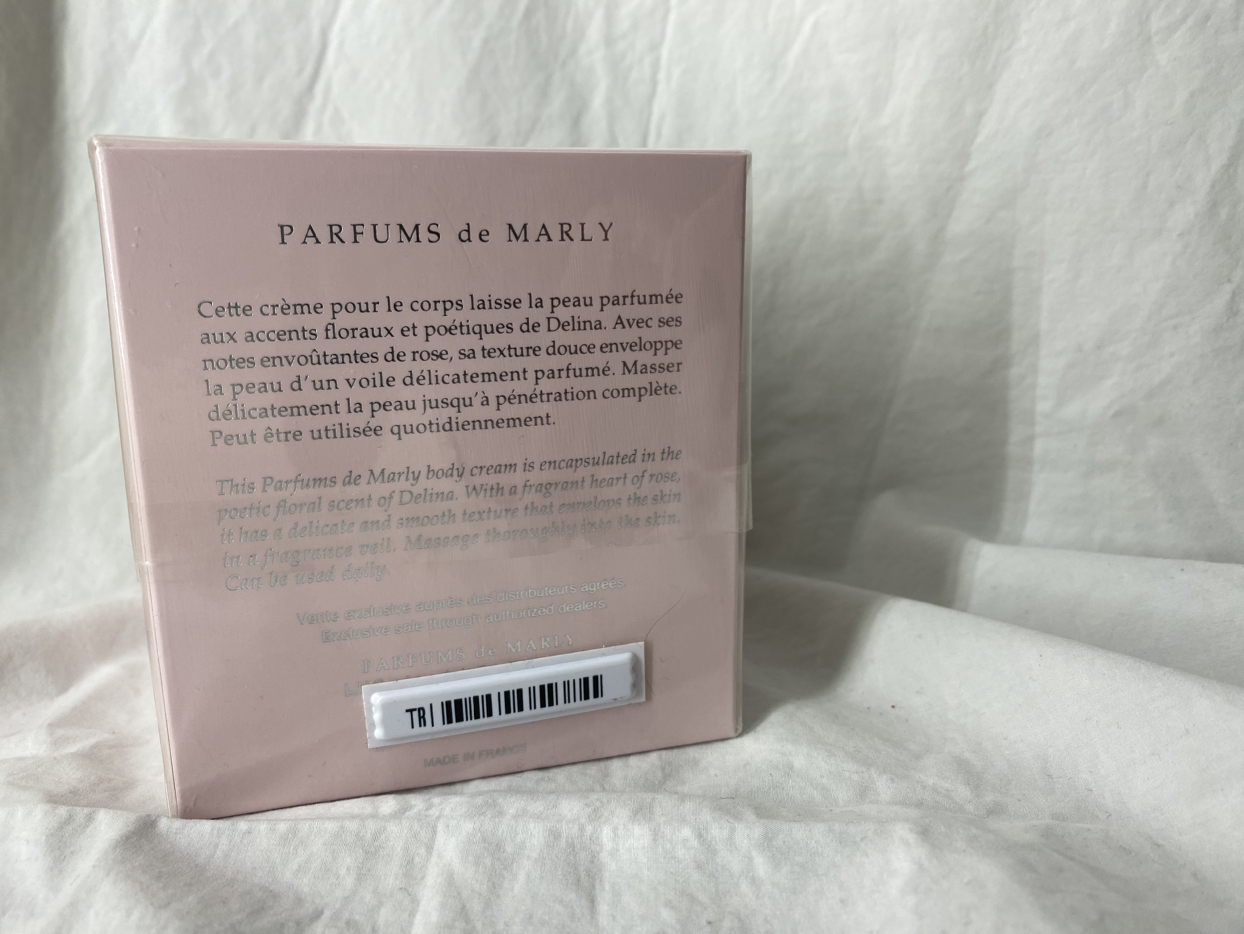 PARFUMS de MARLY
Cette crème pour le corps laisse la peau parfumée
aux accents floraux et poétiques de Delina. Avec ses
notes envoûtantes de rose, sa texture douce enveloppe
la peau d'un voile délicatement parfumé. Masser
délicatement la peau jusqu'à pénétration complète.
Peut être utilisée quotidiennement.
This Parfums de Marly body cream is encapsulated in the
poetic floral scent of Delina. With a fragrant heart of rose,
it has a delicate and smooth texture that envelops the skin
in a fragrance veil. Massage thoroughly into the skin.
Can be used daily.
Vente exclusive auprès des distributeurs agréés.
Exclusive sale through authorized dealers.
PARFUMS de MARLY
TR
MADE IN FRANCE